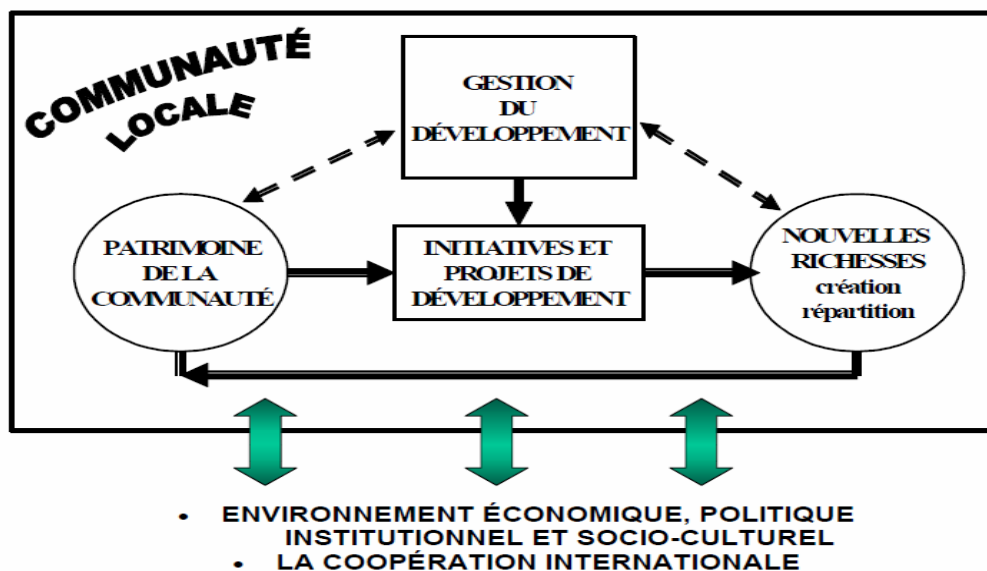 COMMUNAUTÉ
LOCALE
GESTION
DU
DÉVELOPPEMENT
PATRIMOINE
DE LA
COMMUNAUTÉ
INITIATIVES ET
PROJETS DE
DÉVELOPPEMENT
NOUVELLES
RICHESSES
création
répartition
• ENVIRONNEMENT ÉCONOMIQUE, POLITIQUE
INSTITUTIONNEL ET SOCIO-CULTUREL
• LA COOPÉRATION INTERNATIONALE